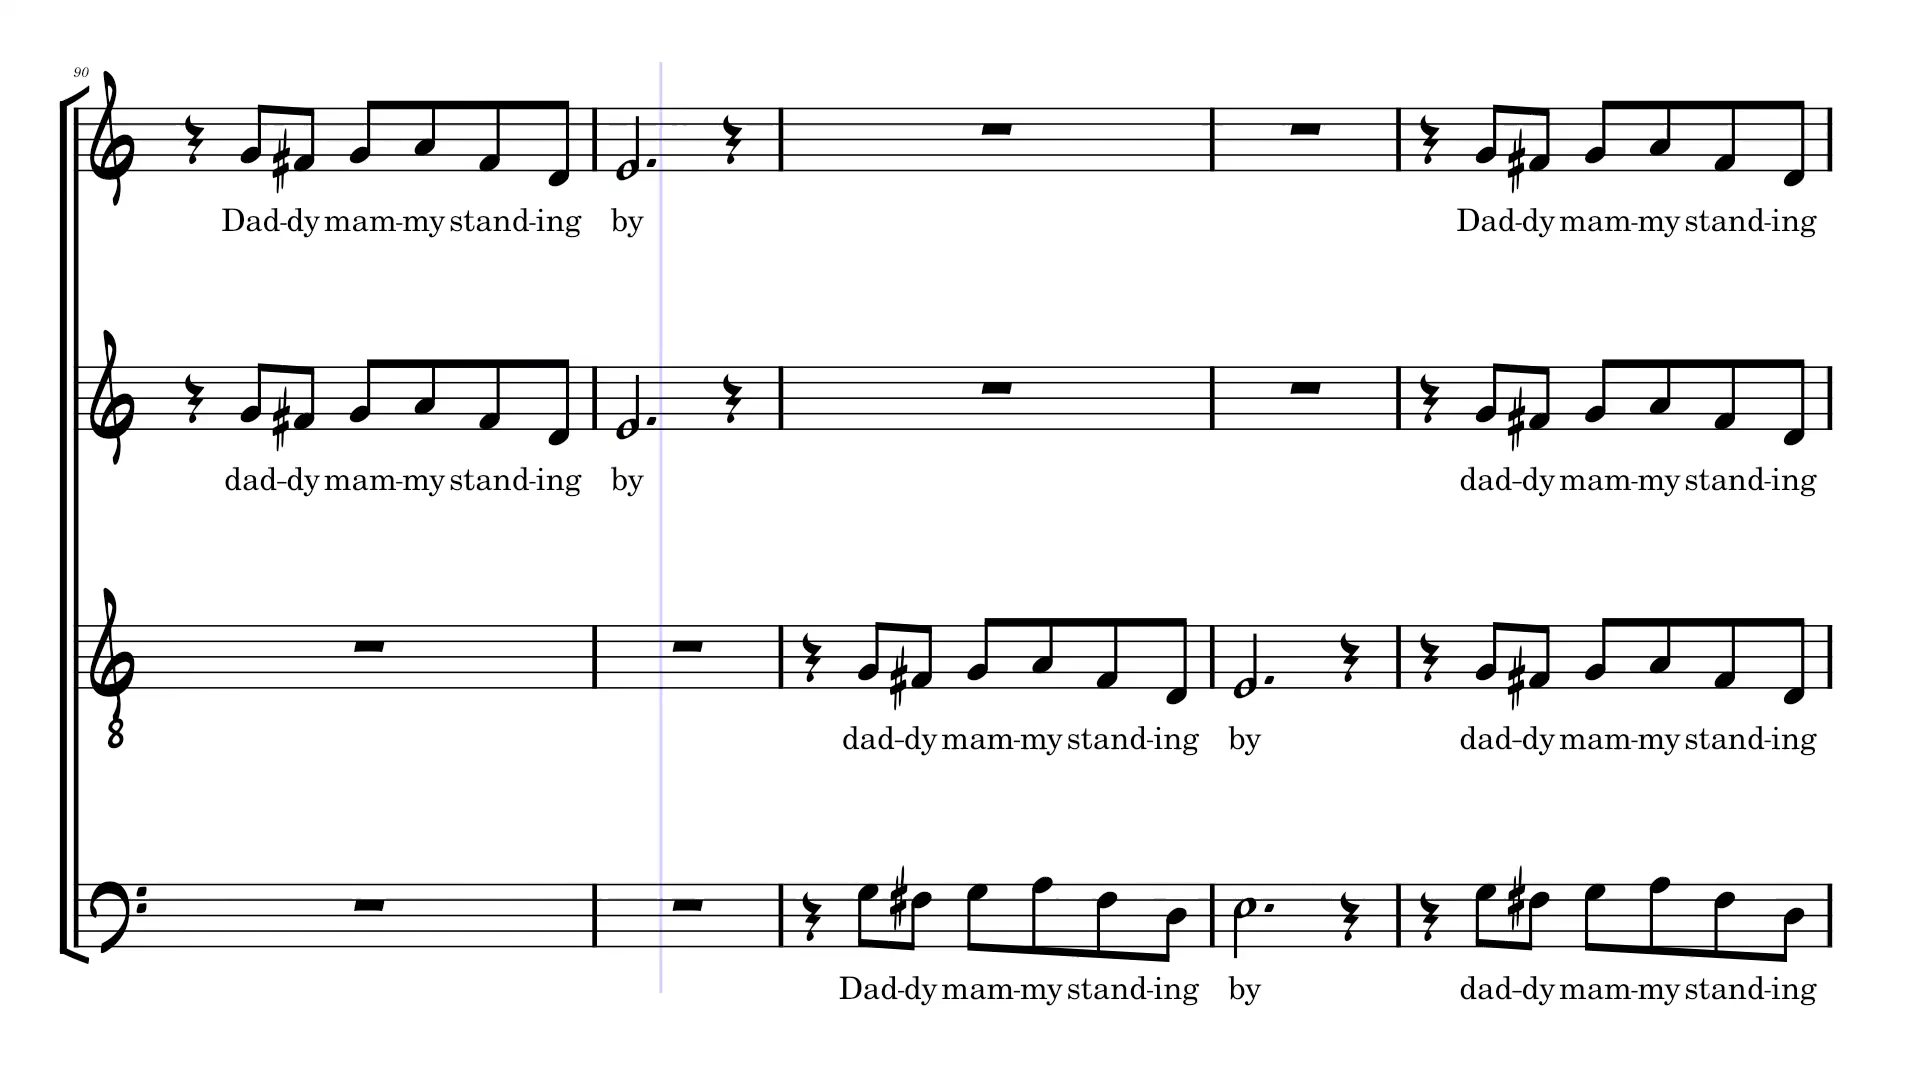 90
Dad-dy mam-my stand-ing by Dad-dy mam-my stand-ing
dad-dy mam-my stand-ing by dad-dy mam-my stand-ing
8
dad-dy mam-my stand-ing by dad-dy mam-my stand-ing
Dad-dy mam-my stand-ing by dad-dy mam-my stand-ing